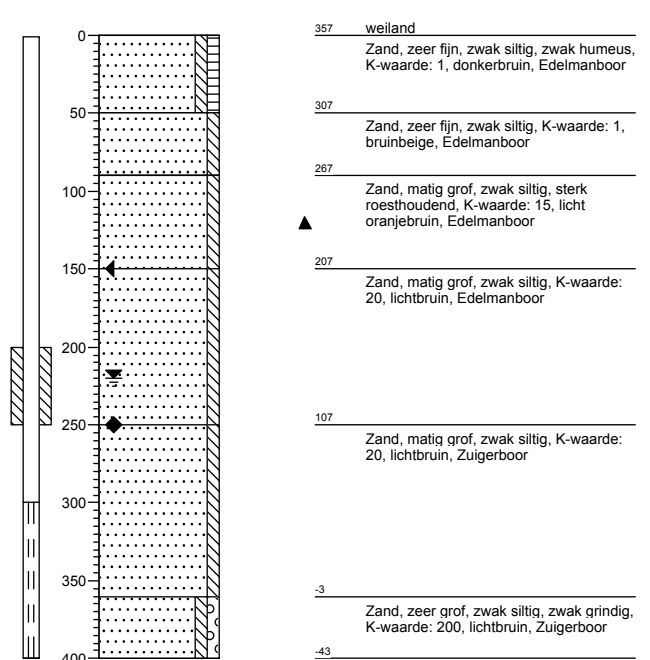 0
50
100
150
200
250
300
350
400
357 weiland
Zand, zeer fijn, zwak siltig, zwak humeus,
K-waarde: 1, donkerbruin, Edelmanboor
307
Zand, zeer fijn, zwak siltig, K-waarde: 1,
bruinbeige, Edelmanboor
267
Zand, matig grof, zwak siltig, sterk
roesthoudend, K-waarde: 15, licht
oranjebruin, Edelmanboor
207
Zand, matig grof, zwak siltig, K-waarde:
20, lichtbruin, Edelmanboor
107
Zand, matig grof, zwak siltig, K-waarde:
20, lichtbruin, Zuigerboor
-3
Zand, zeer grof, zwak siltig, zwak grindig,
K-waarde: 200, lichtbruin, Zuigerboor
-43